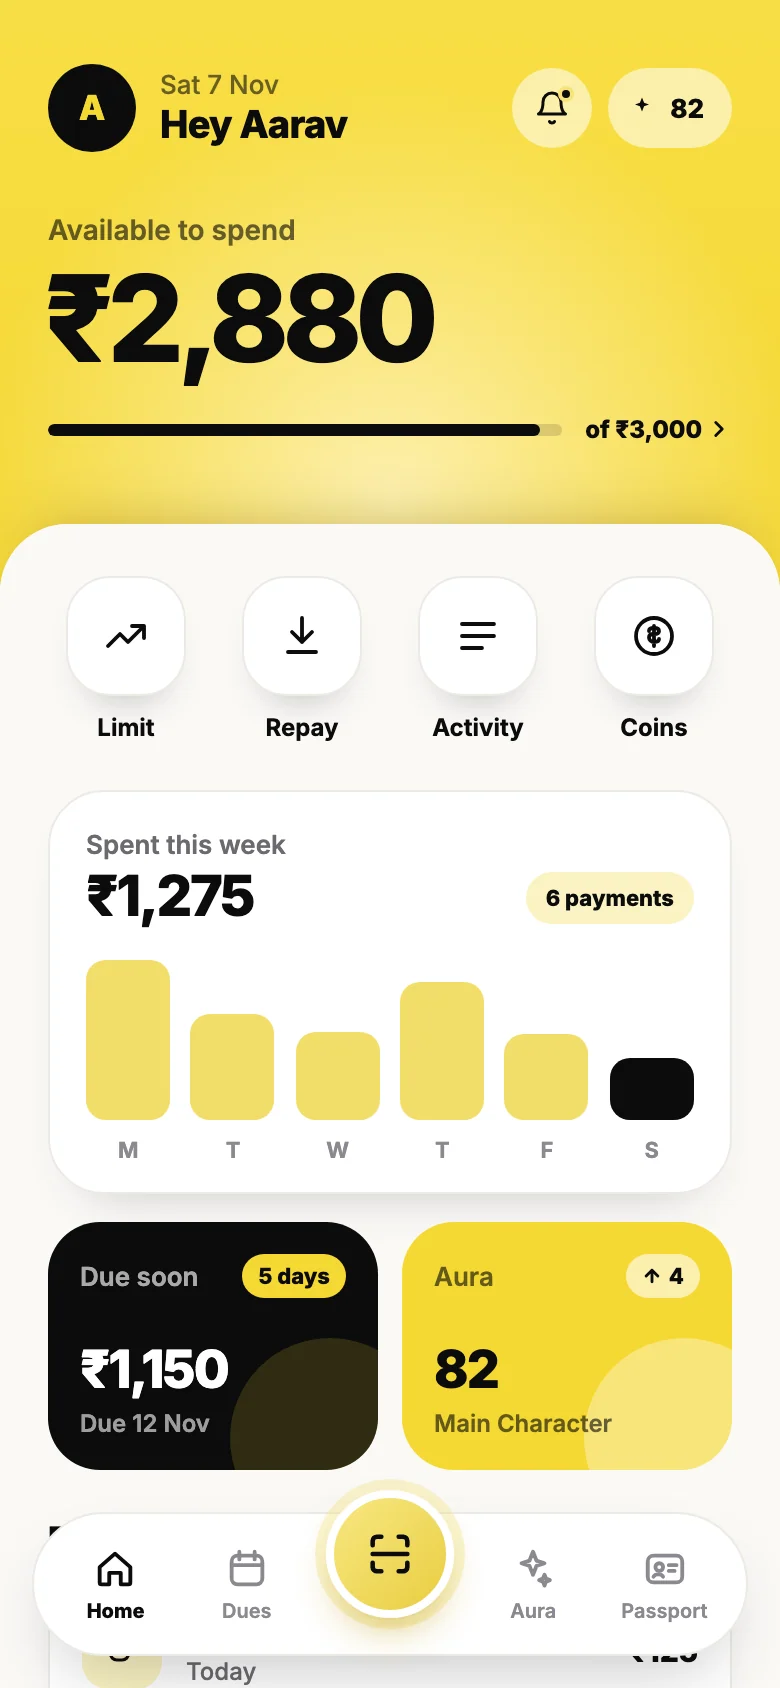 A
Sat 7 Nov
Hey Aarav
82
Available to spend
₹2,880
of ₹3,000
Limit
Repay
Activity
Coins
Spent this week
₹1,275
6 payments
M T W T F S
Due soon
5 days
₹1,150
Due 12 Nov
Aura
4
82
Main Character
Home
Dues
Aura
Passport
Today